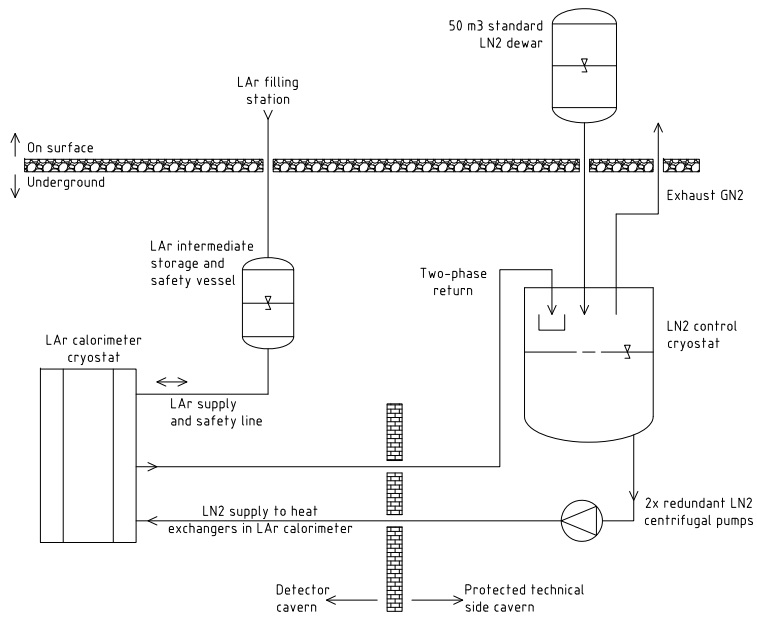 50 m3 standard
LN2 dewar
LAr filling
station
On surface
Underground
Exhaust GN2
LAr intermediate
storage and
safety vessel
Two-phase
return
LN2 control
cryostat
LAr calorimeter
cryostat
LAr supply
and safety line
LN2 supply to heat
exchangers in LAr calorimeter
2x redundant LN2
centrifugal pumps
Detector
cavern
Protected technical
side cavern